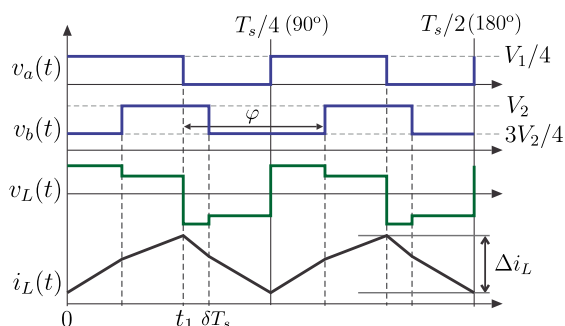 T_s/4 (90°) T_s/2 (180°)
v_a(t) V_1/4
v_b(t) φ V_2
3V_2/4
v_L(t)
i_L(t) Δi_L
0 t_1 δT_s